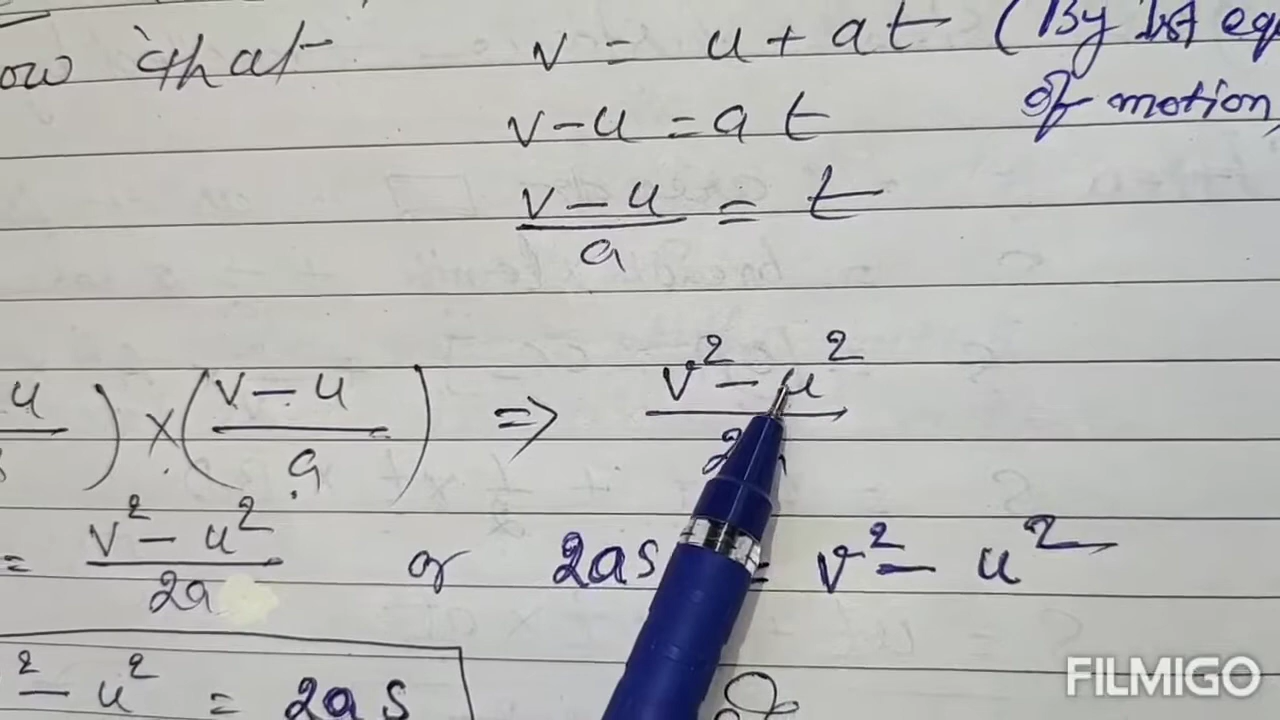 that v = u + at (By 1st eq
v - u = at of motion,
v - u / a = t
u ) × ( v - u / a ) => v² - u² / 2
= v² - u² / 2a or 2as = v² - u²
² - u² = 2as
FILMIGO